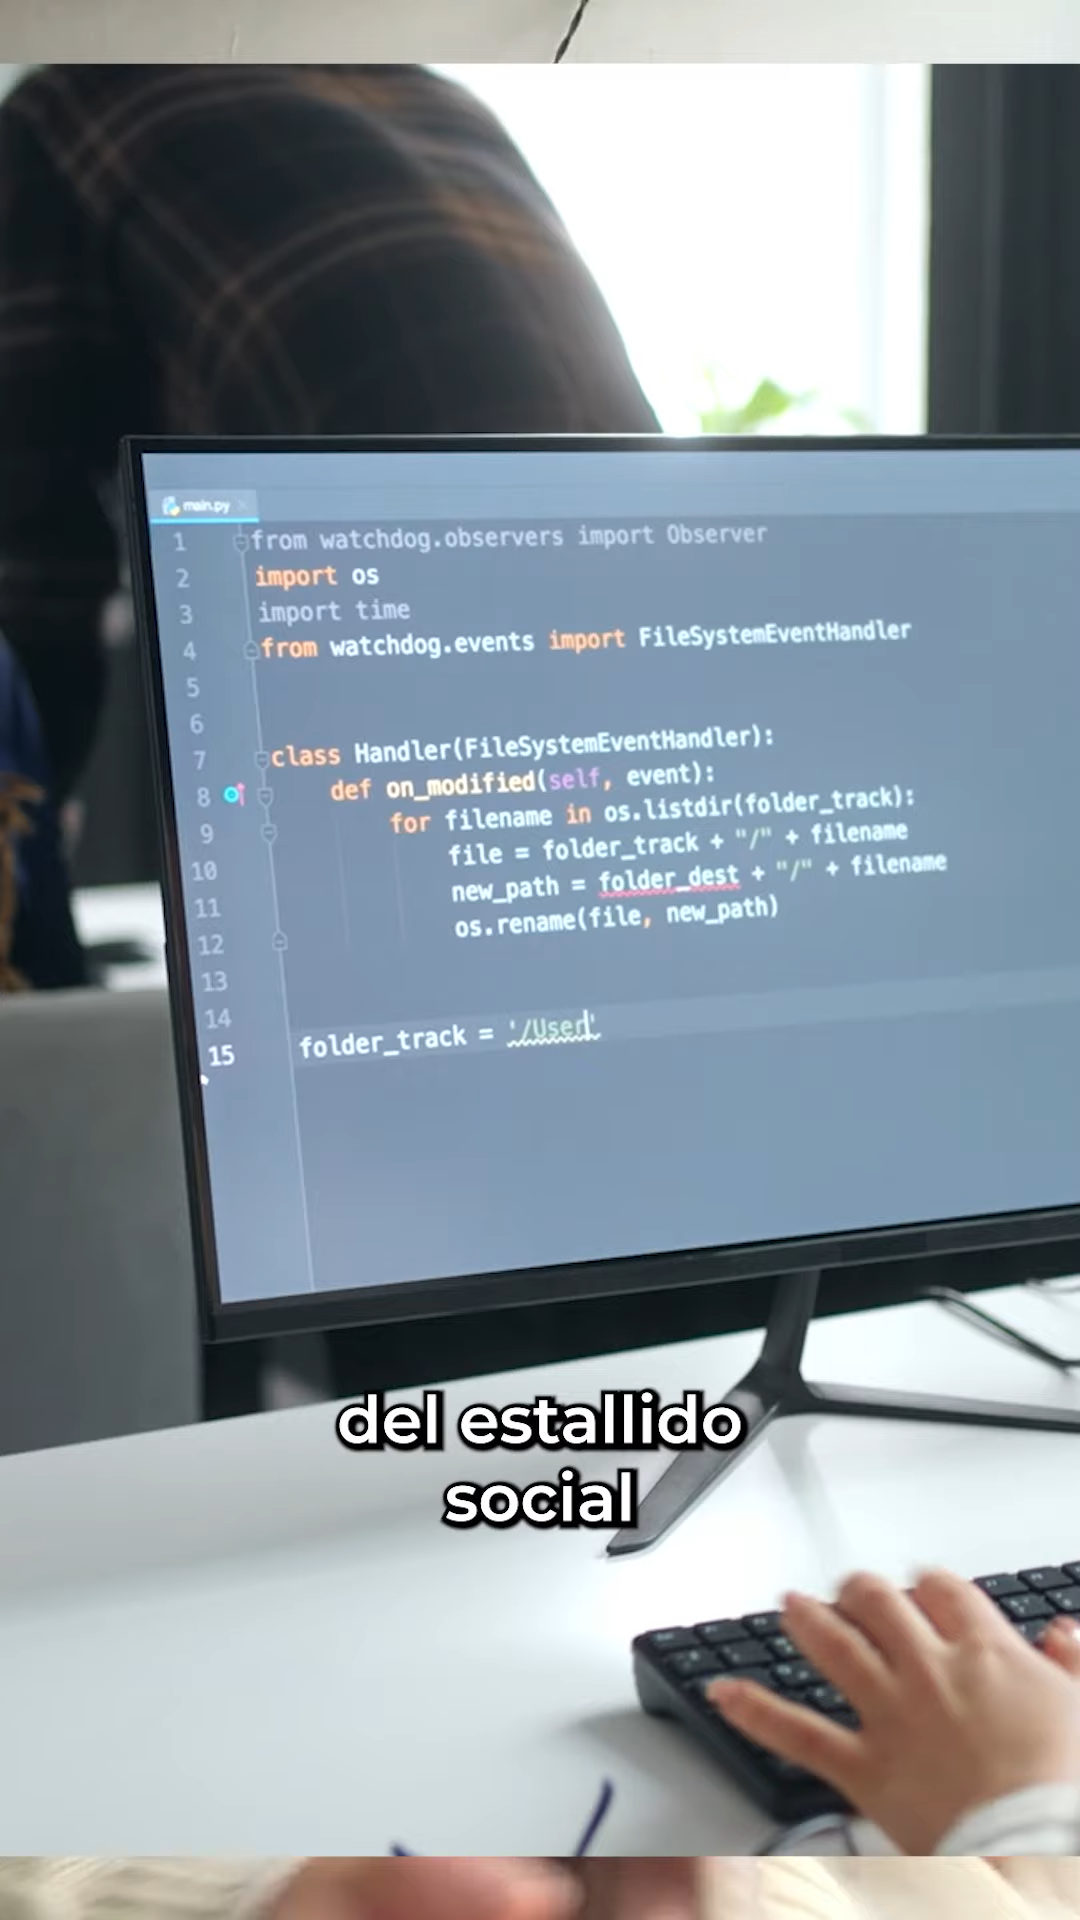 main.py
1 from watchdog.observers import Observer
2 import os
3 import time
4 from watchdog.events import FileSystemEventHandler
5
6
7 class Handler(FileSystemEventHandler):
8 def on_modified(self, event):
9 for filename in os.listdir(folder_track):
10 file = folder_track + "/" + filename
11 new_path = folder_dest + "/" + filename
12 os.rename(file, new_path)
13
14
15 folder_track = '/User'
del estallido
social